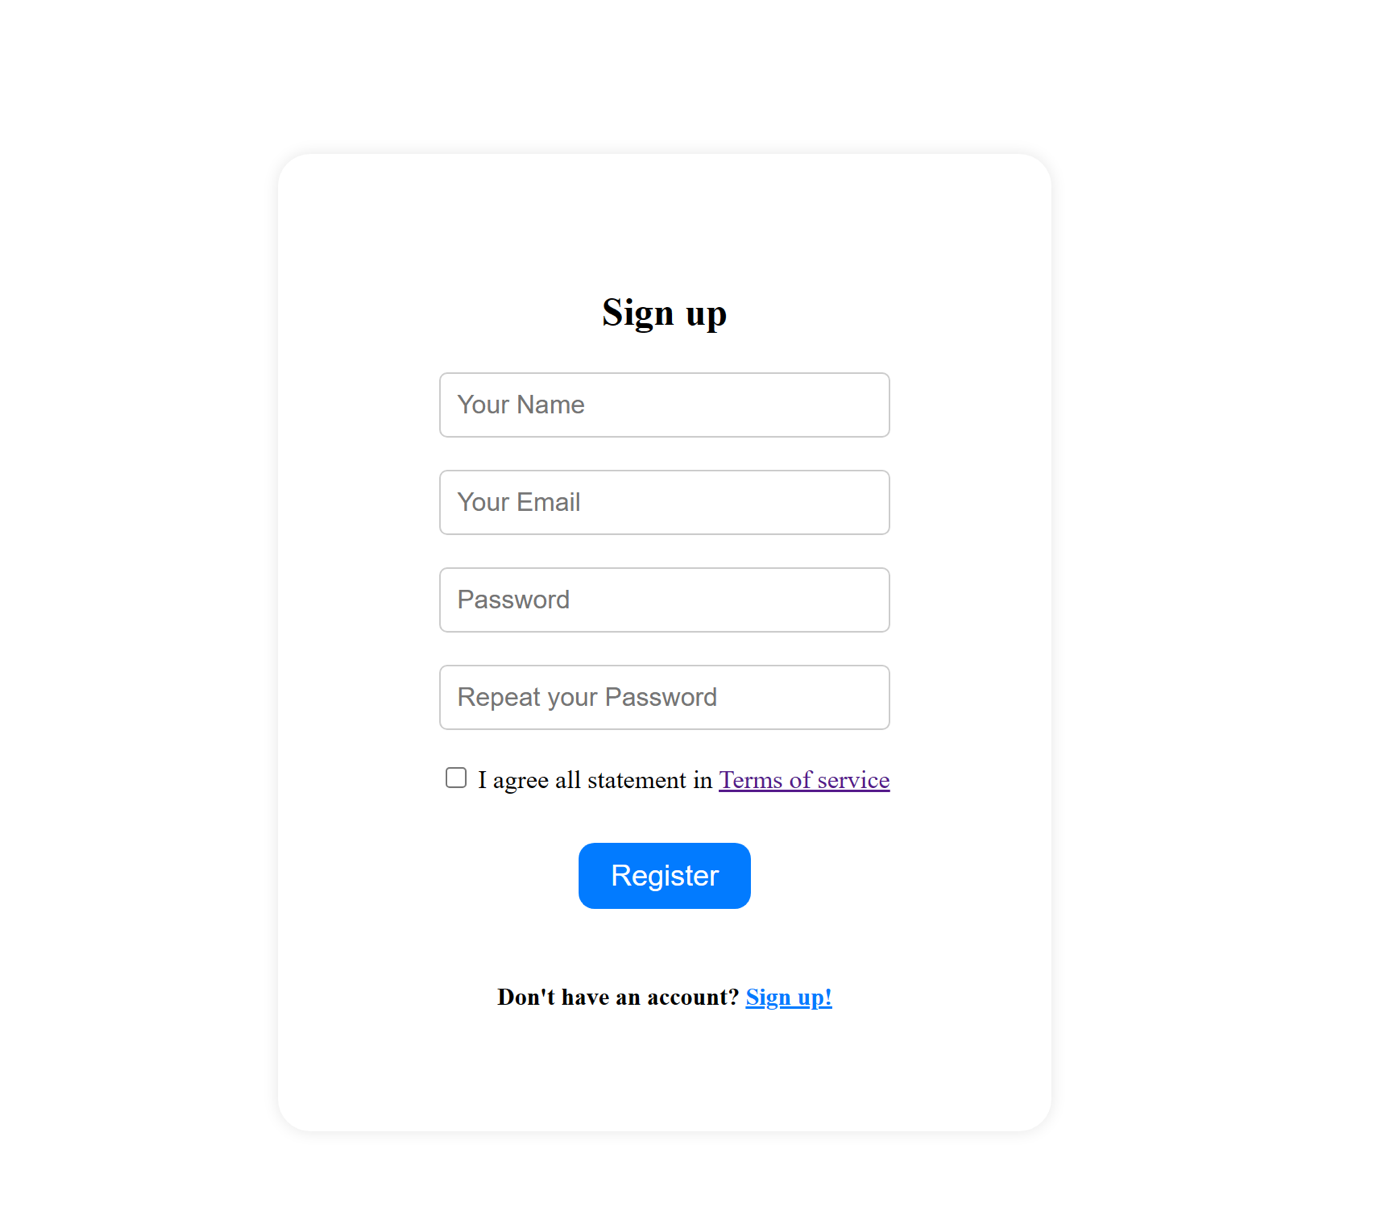 Sign up
Your Name
Your Email
Password
Repeat your Password
I agree all statement in Terms of service
Register
Don't have an account? Sign up!